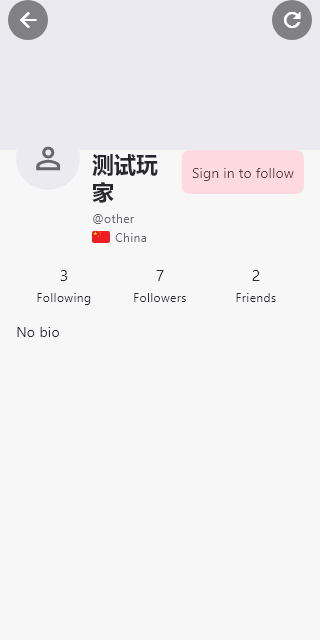 测试玩
家
Sign in to follow
@other
China
3
7
2
Following
Followers
Friends
No bio